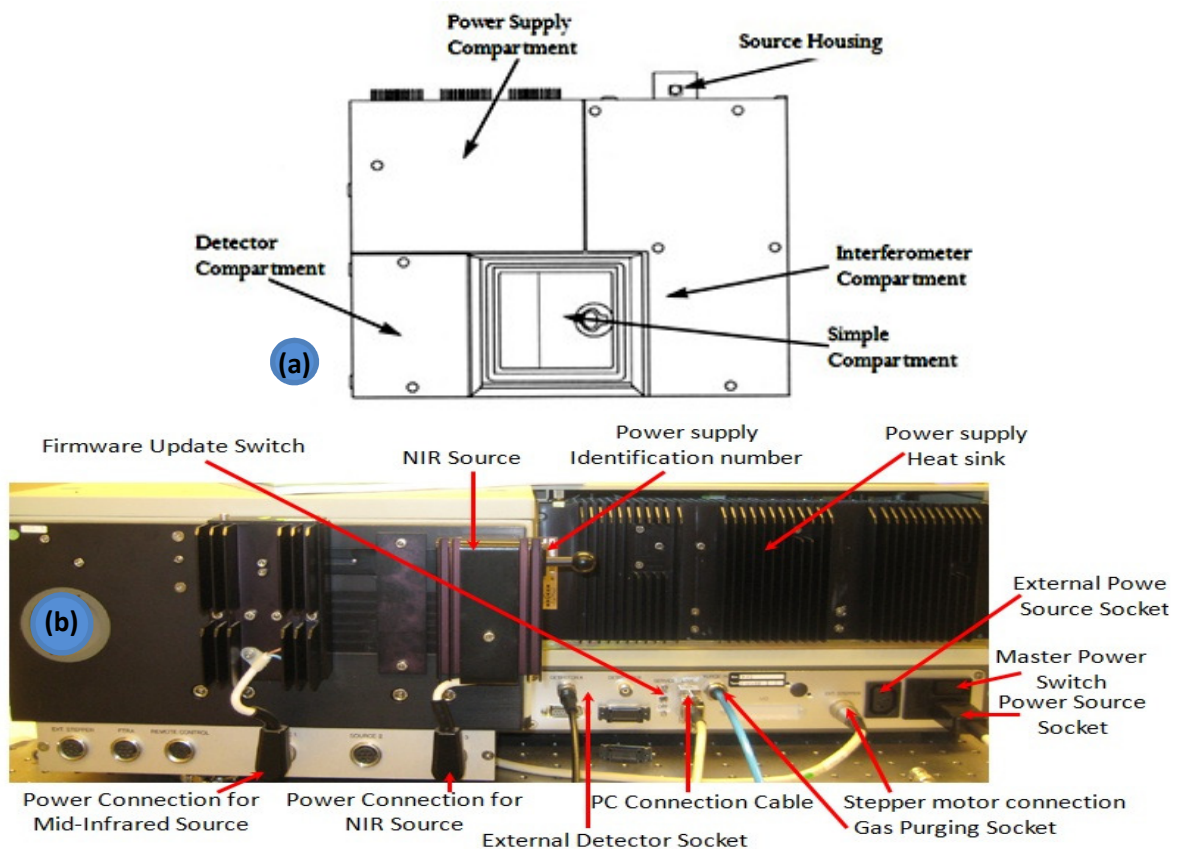 Power Supply
Compartment
Source Housing
Detector
Compartment
Interferometer
Compartment
Simple
Compartment
(a)
Firmware Update Switch
NIR Source
Power supply
Identification number
Power supply
Heat sink
External Powe
Source Socket
Master Power
Switch
Power Source
Socket
(b)
EXT. STEPPER
REMOTE CONTROL
SOURCE 2
EXT. STEPPER
Power Connection for
Mid-Infrared Source
Power Connection for
NIR Source
External Detector Socket
PC Connection Cable
Stepper motor connection
Gas Purging Socket